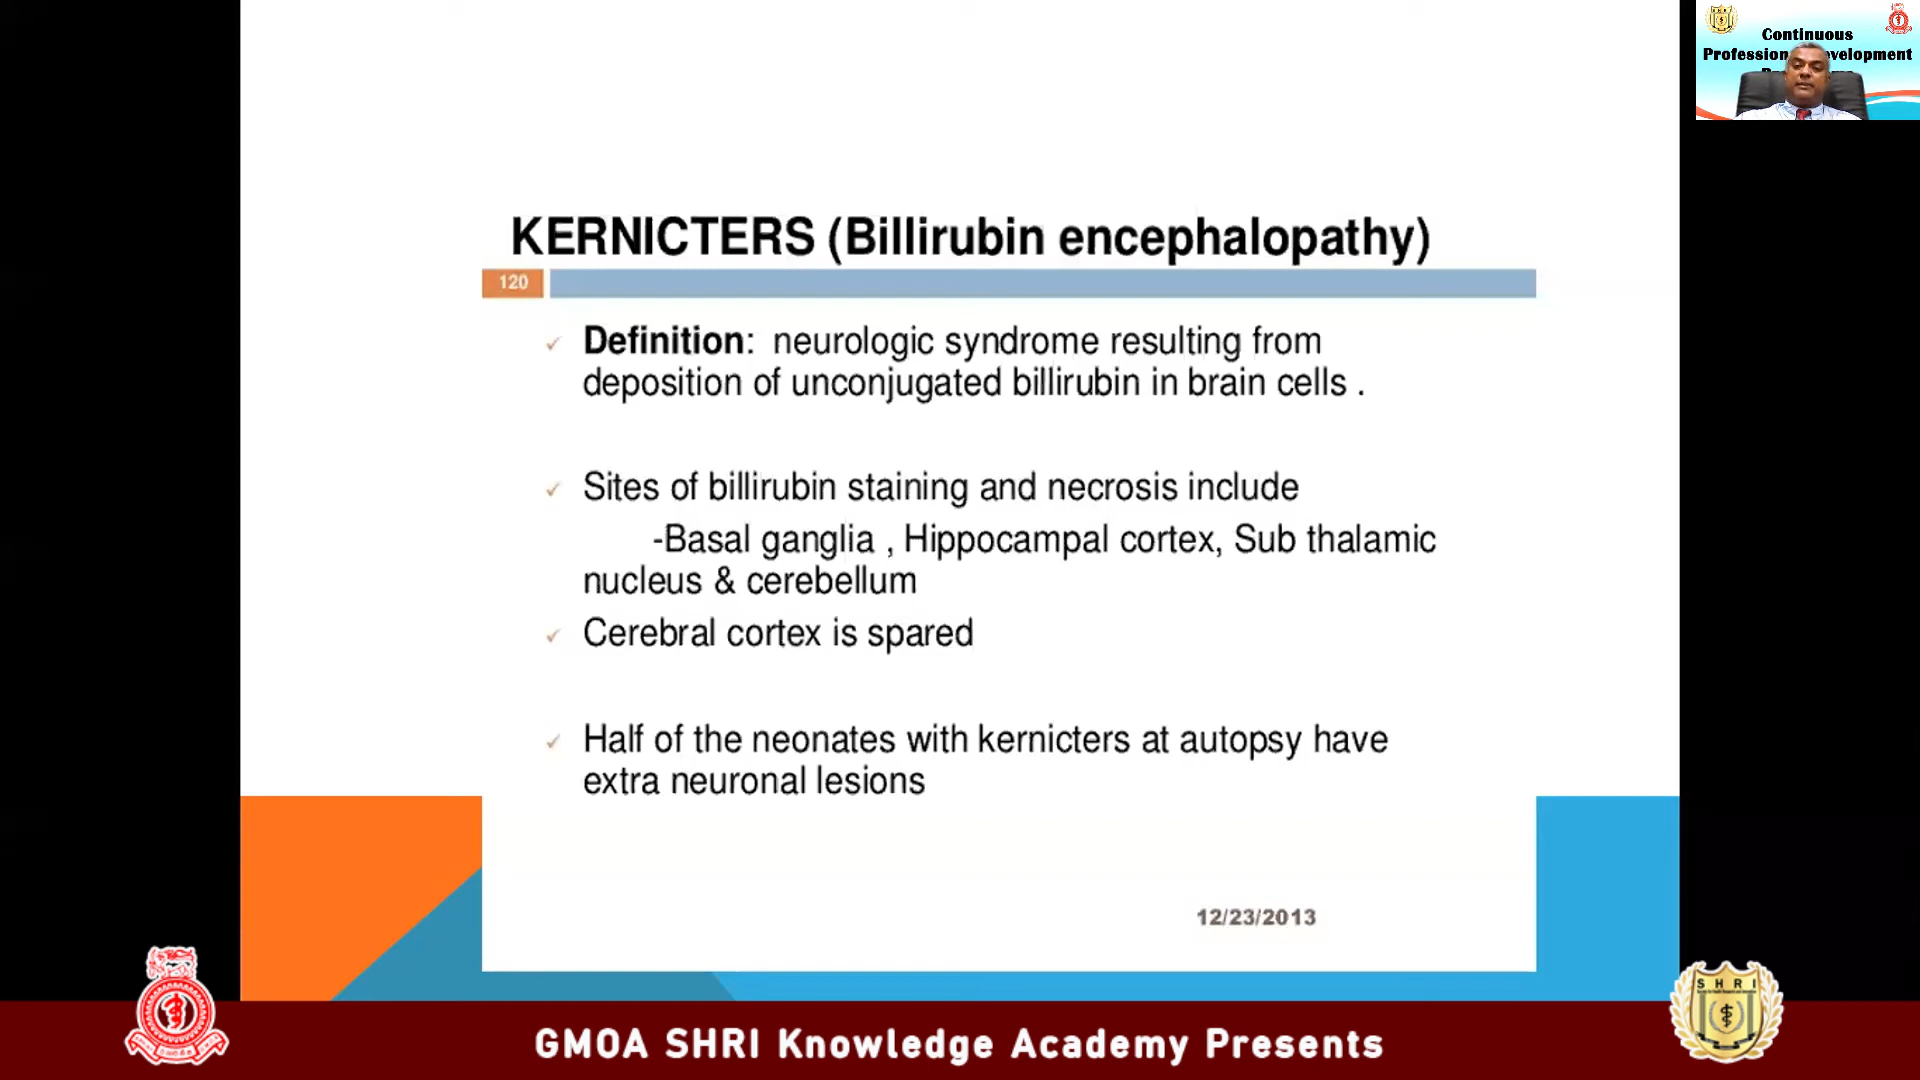 Continuous
KERNICTERS (Billirubin encephalopathy)
120
Definition: neurologic syndrome resulting from
deposition of unconjugated billirubin in brain cells .
Sites of billirubin staining and necrosis include
-Basal ganglia , Hippocampal cortex, Sub thalamic
nucleus & cerebellum
Cerebral cortex is spared
Half of the neonates with kernicters at autopsy have
extra neuronal lesions
12/23/2013
SHRI
GMOA SHRI Knowledge Academy Presents